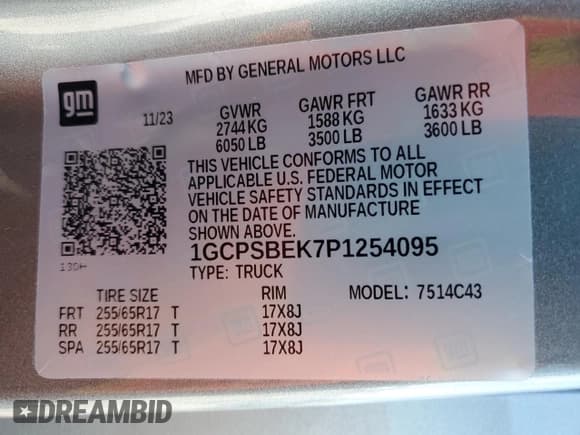 MFD BY GENERAL MOTORS LLC
gm
11/23
GVWR GAWR FRT GAWR RR
2744 KG 1588 KG 1633 KG
6050 LB 3500 LB 3600 LB
THIS VEHICLE CONFORMS TO ALL
APPLICABLE U.S. FEDERAL MOTOR
VEHICLE SAFETY STANDARDS IN EFFECT
ON THE DATE OF MANUFACTURE
SHOWN ABOVE.
1GCPSBEK7P1254095
TYPE: TRUCK
130H
TIRE SIZE RIM MODEL: 7514C43
FRT 255/65R17 T 17X8J
RR 255/65R17 T 17X8J
SPA 255/65R17 T 17X8J
DREAMBID